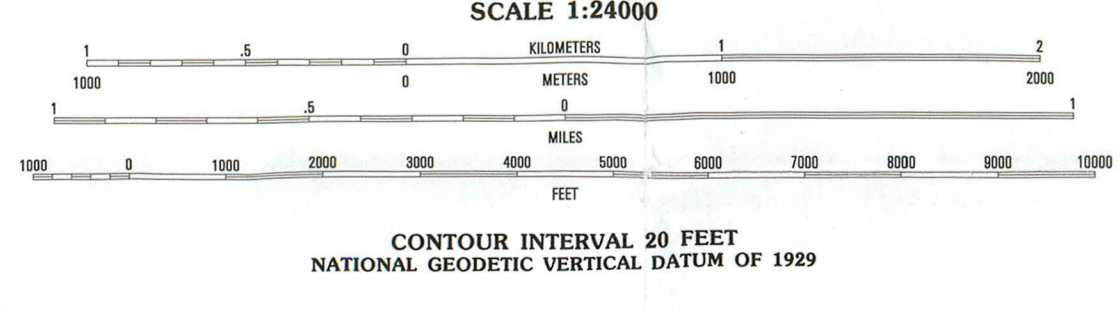 SCALE 1:24000
1 .5 0 KILOMETERS 1 2
1000 0 METERS 1000 2000
1 .5 0 1
MILES
1000 0 1000 2000 3000 4000 5000 6000 7000 8000 9000 10000
FEET
CONTOUR INTERVAL 20 FEET
NATIONAL GEODETIC VERTICAL DATUM OF 1929